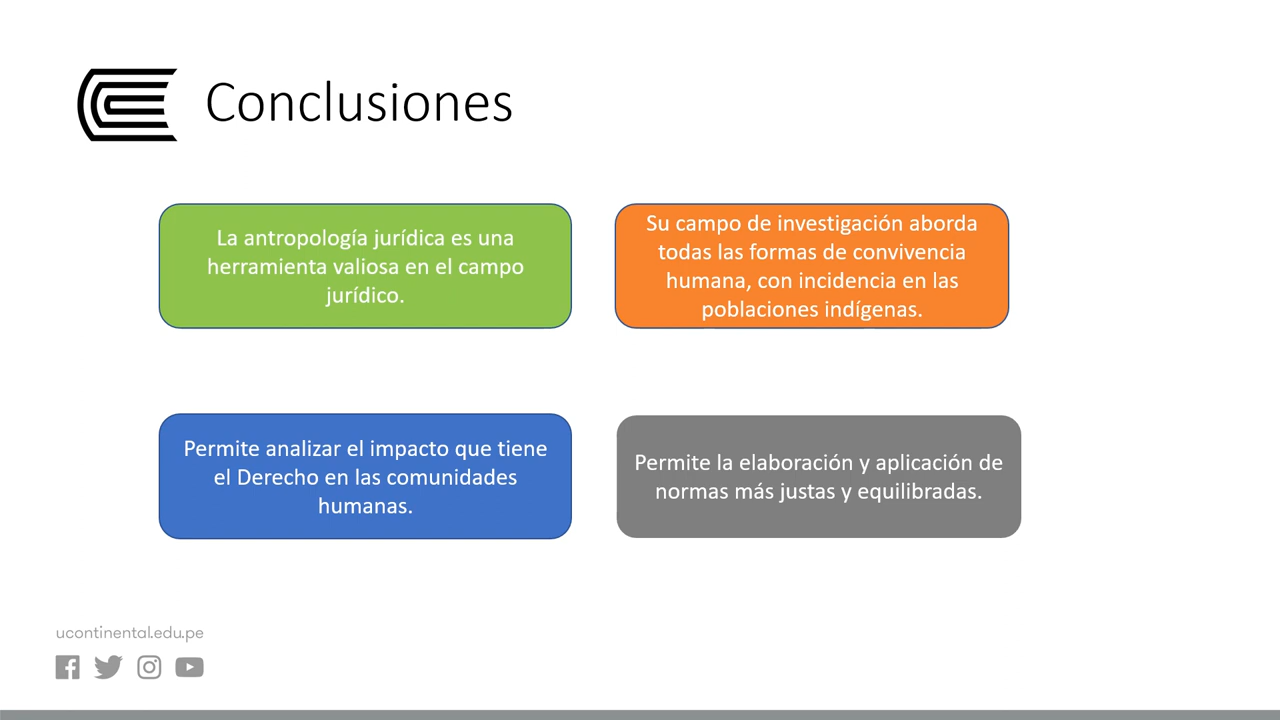 Conclusiones
La antropología jurídica es una
herramienta valiosa en el campo
jurídico.
Su campo de investigación aborda
todas las formas de convivencia
humana, con incidencia en las
poblaciones indígenas.
Permite analizar el impacto que tiene
el Derecho en las comunidades
humanas.
Permite la elaboración y aplicación de
normas más justas y equilibradas.
ucontinental.edu.pe